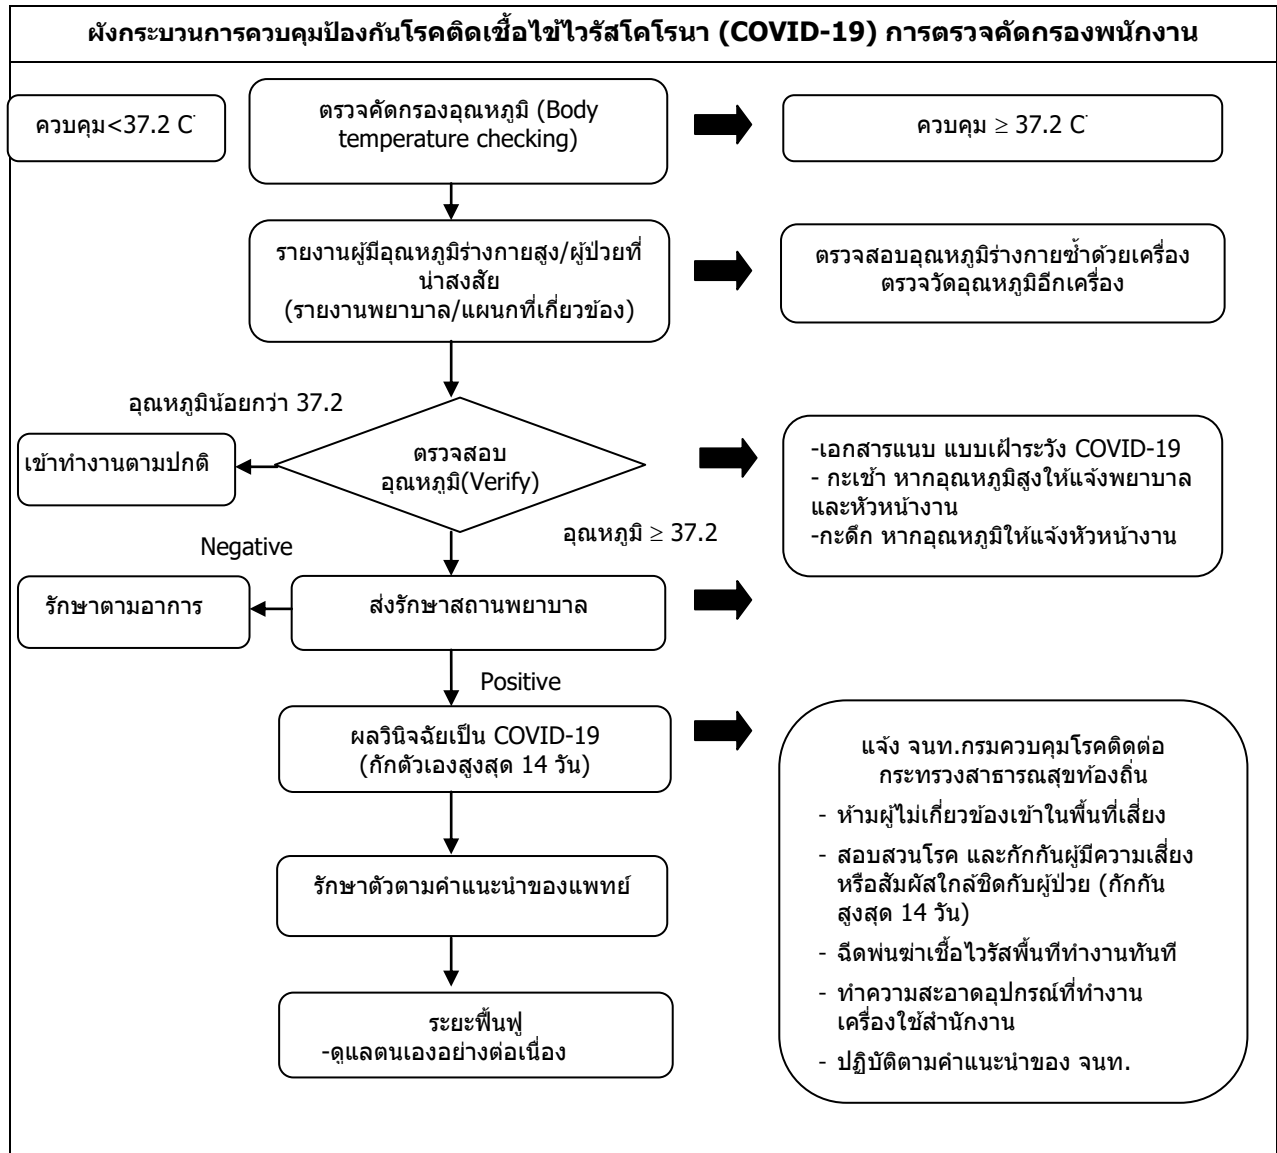 ผังกระบวนการควบคุมป้องกันโรคติดเชื้อไข้ไวรัสโคโรนา (COVID-19) การตรวจคัดกรองพนักงาน
ควบคุม<37.2 C
ตรวจคัดกรองอุณหภูมิ (Body
temperature checking)
ควบคุม ≥ 37.2 C
รายงานผู้มีอุณหภูมิร่างกายสูง/ผู้ป่วยที่
น่าสงสัย
(รายงานพยาบาล/แผนกที่เกี่ยวข้อง)
ตรวจสอบอุณหภูมิร่างกายซ้ำด้วยเครื่อง
ตรวจวัดอุณหภูมิอีกเครื่อง
อุณหภูมิน้อยกว่า 37.2
เข้าทำงานตามปกติ
ตรวจสอบ
อุณหภูมิ(Verify)
-เอกสารแนบ แบบเฝ้าระวัง COVID-19
- กะเช้า หากอุณหภูมิสูงให้แจ้งพยาบาล
และหัวหน้างาน
-กะดึก หากอุณหภูมิให้แจ้งหัวหน้างาน
อุณหภูมิ ≥ 37.2
Negative
รักษาตามอาการ
ส่งรักษาสถานพยาบาล
Positive
ผลวินิจฉัยเป็น COVID-19
(กักตัวเองสูงสุด 14 วัน)
แจ้ง จนท.กรมควบคุมโรคติดต่อ
กระทรวงสาธารณสุขท้องถิ่น
- ห้ามผู้ไม่เกี่ยวข้องเข้าในพื้นที่เสี่ยง
- สอบสวนโรค และกักกันผู้มีความเสี่ยง
หรือสัมผัสใกล้ชิดกับผู้ป่วย (กักกัน
สูงสุด 14 วัน)
- ฉีดพ่นฆ่าเชื้อไวรัสพื้นที่ทำงานทันที
- ทำความสะอาดอุปกรณ์ที่ทำงาน
เครื่องใช้สำนักงาน
- ปฏิบัติตามคำแนะนำของ จนท.
รักษาตัวตามคำแนะนำของแพทย์
ระยะฟื้นฟู
-ดูแลตนเองอย่างต่อเนื่อง